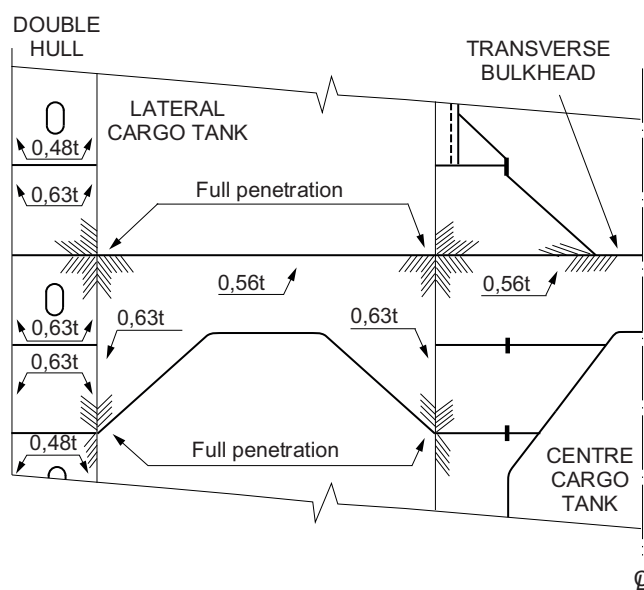 DOUBLE
HULL
TRANSVERSE
BULKHEAD
LATERAL
CARGO TANK
0,48t
0,63t
Full penetration
0,56t
0,56t
0,63t
0,63t
0,63t
0,63t
Full penetration
0,48t
CENTRE
CARGO
TANK
℄